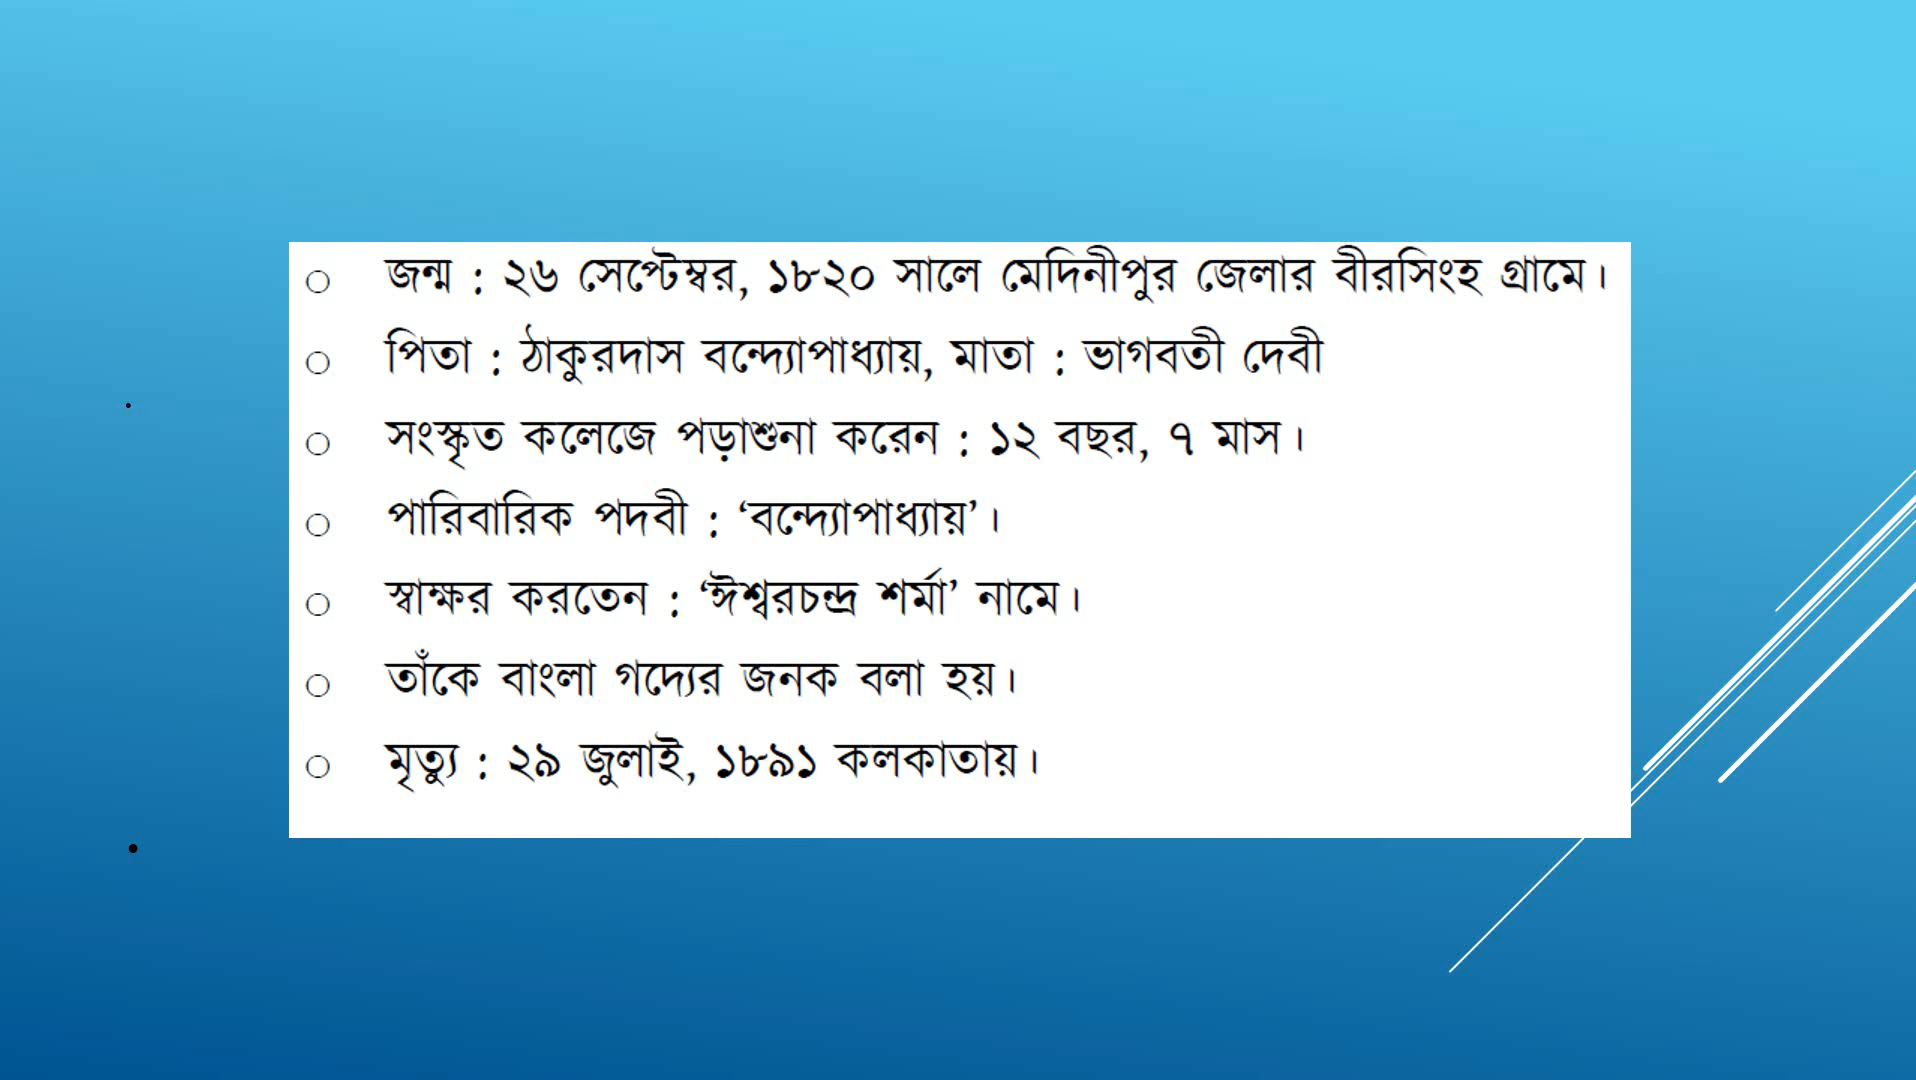 ○ জন্ম : ২৬ সেপ্টেম্বর, ১৮২০ সালে মেদিনীপুর জেলার বীরসিংহ গ্রামে।
○ পিতা : ঠাকুরদাস বন্দ্যোপাধ্যায়, মাতা : ভাগবতী দেবী
○ সংস্কৃত কলেজে পড়াশুনা করেন : ১২ বছর, ৭ মাস।
○ পারিবারিক পদবী : ‘বন্দ্যোপাধ্যায়’।
○ স্বাক্ষর করতেন : ‘ঈশ্বরচন্দ্র শর্মা’ নামে।
○ তাঁকে বাংলা গদ্যের জনক বলা হয়।
○ মৃত্যু : ২৯ জুলাই, ১৮৯১ কলকাতায়।